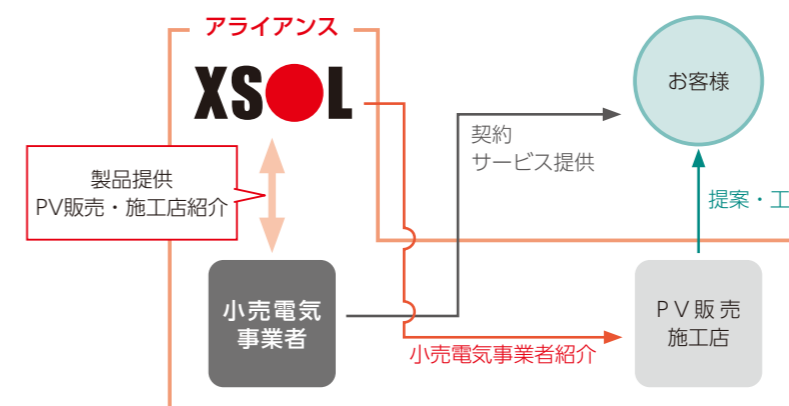 アライアンス
XSOL
お客様
契約
サービス提供
製品提供
PV販売・施工店紹介
提案・工
小売電気
事業者
PV販売
施工店
小売電気事業者紹介